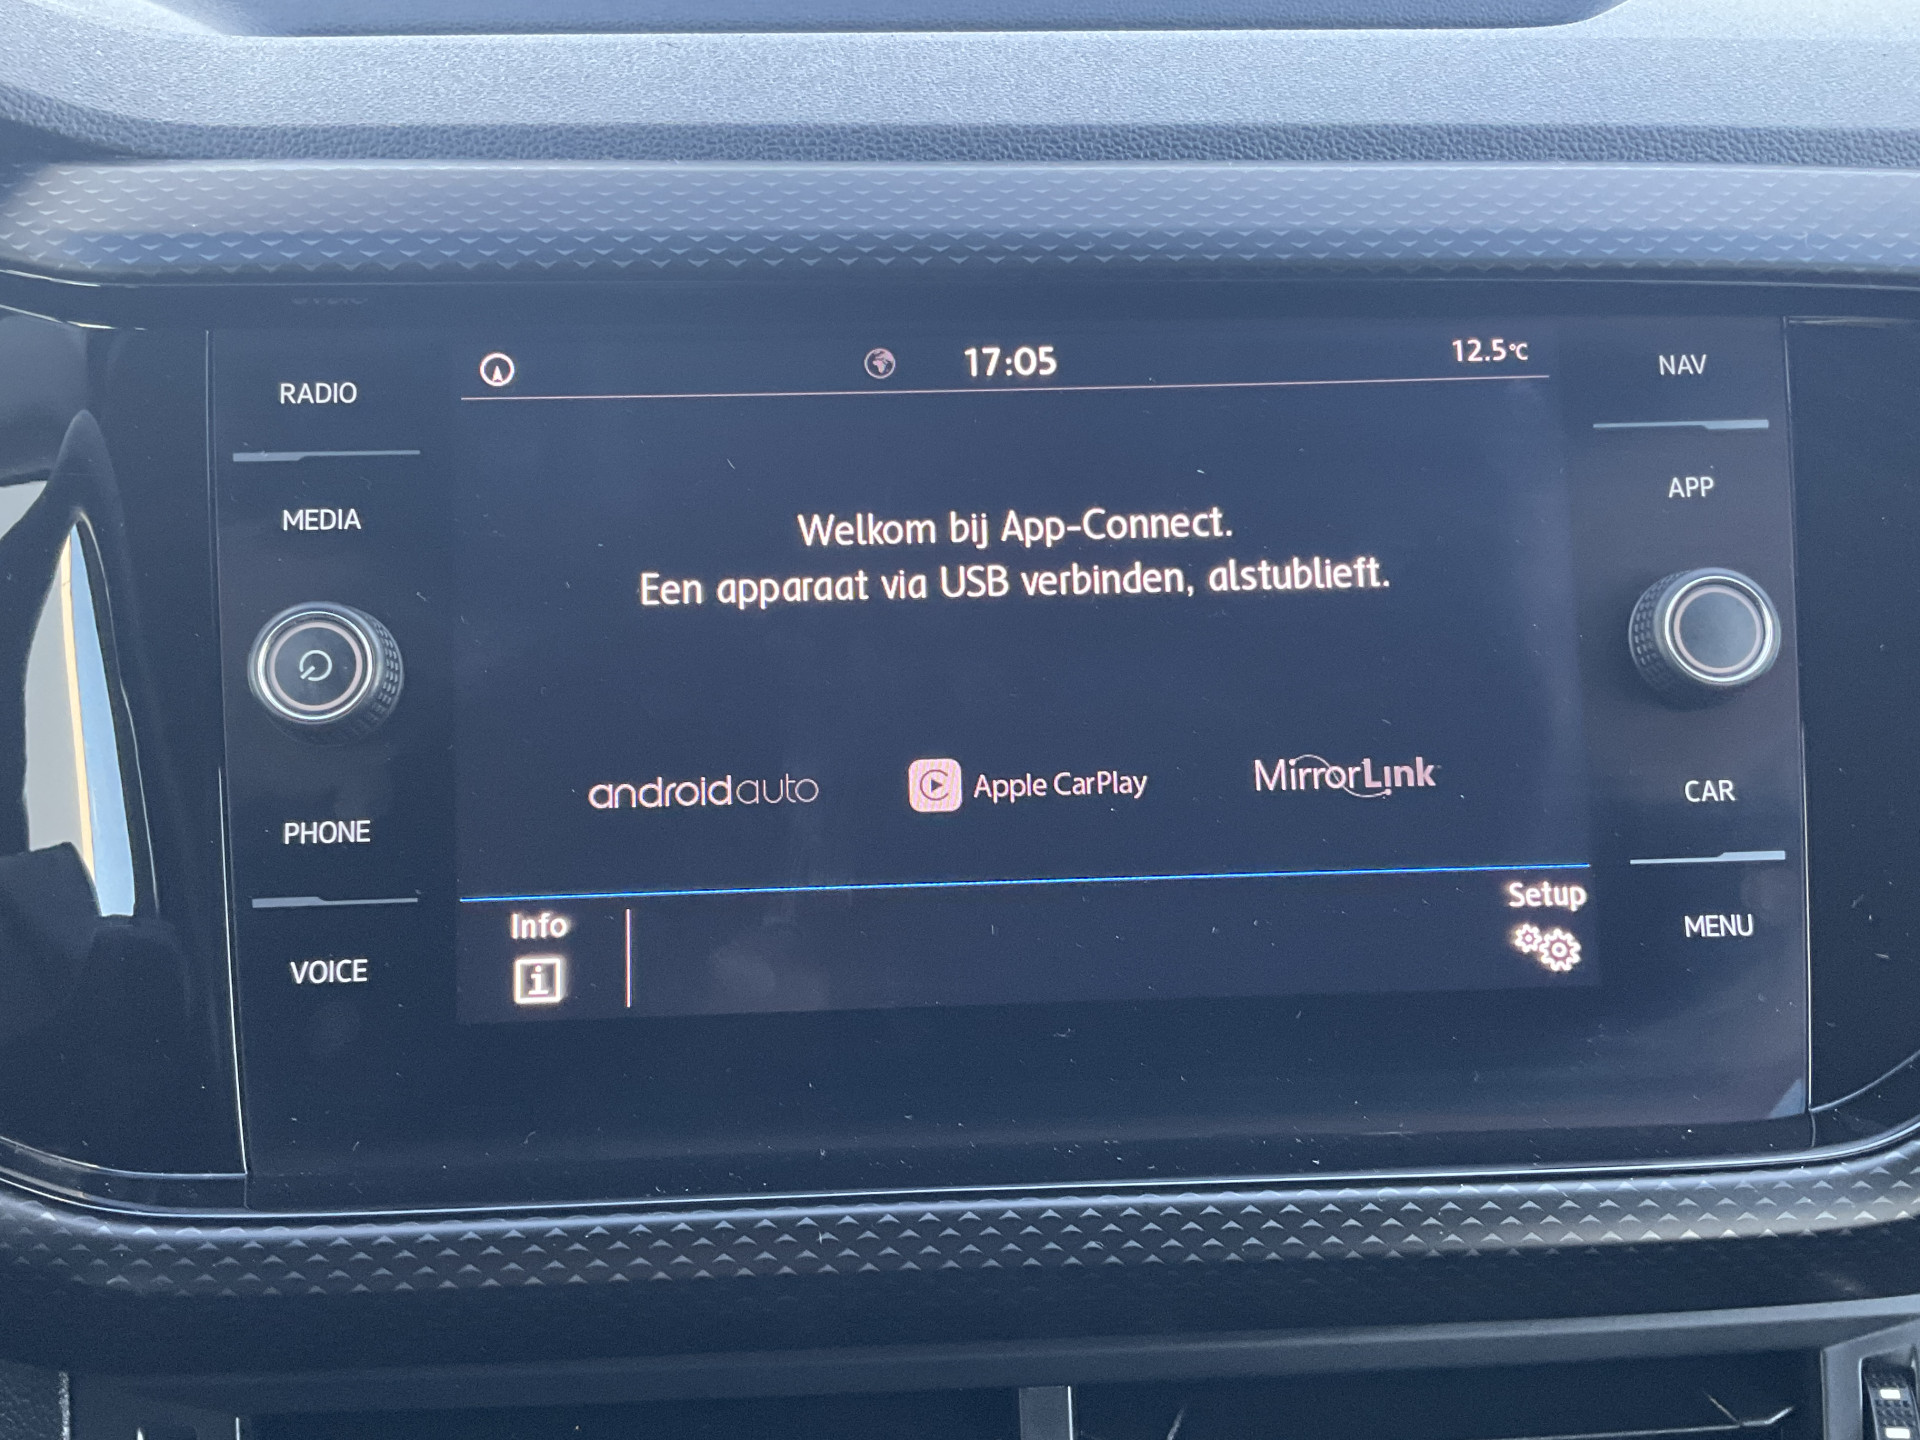 17:05
12.5°C
RADIO
MEDIA
PHONE
VOICE
Welkom bij App-Connect.
Een apparaat via USB verbinden, alstublieft.
androidauto
Apple CarPlay
MirrorLink
Info
i
Setup
NAV
APP
CAR
MENU